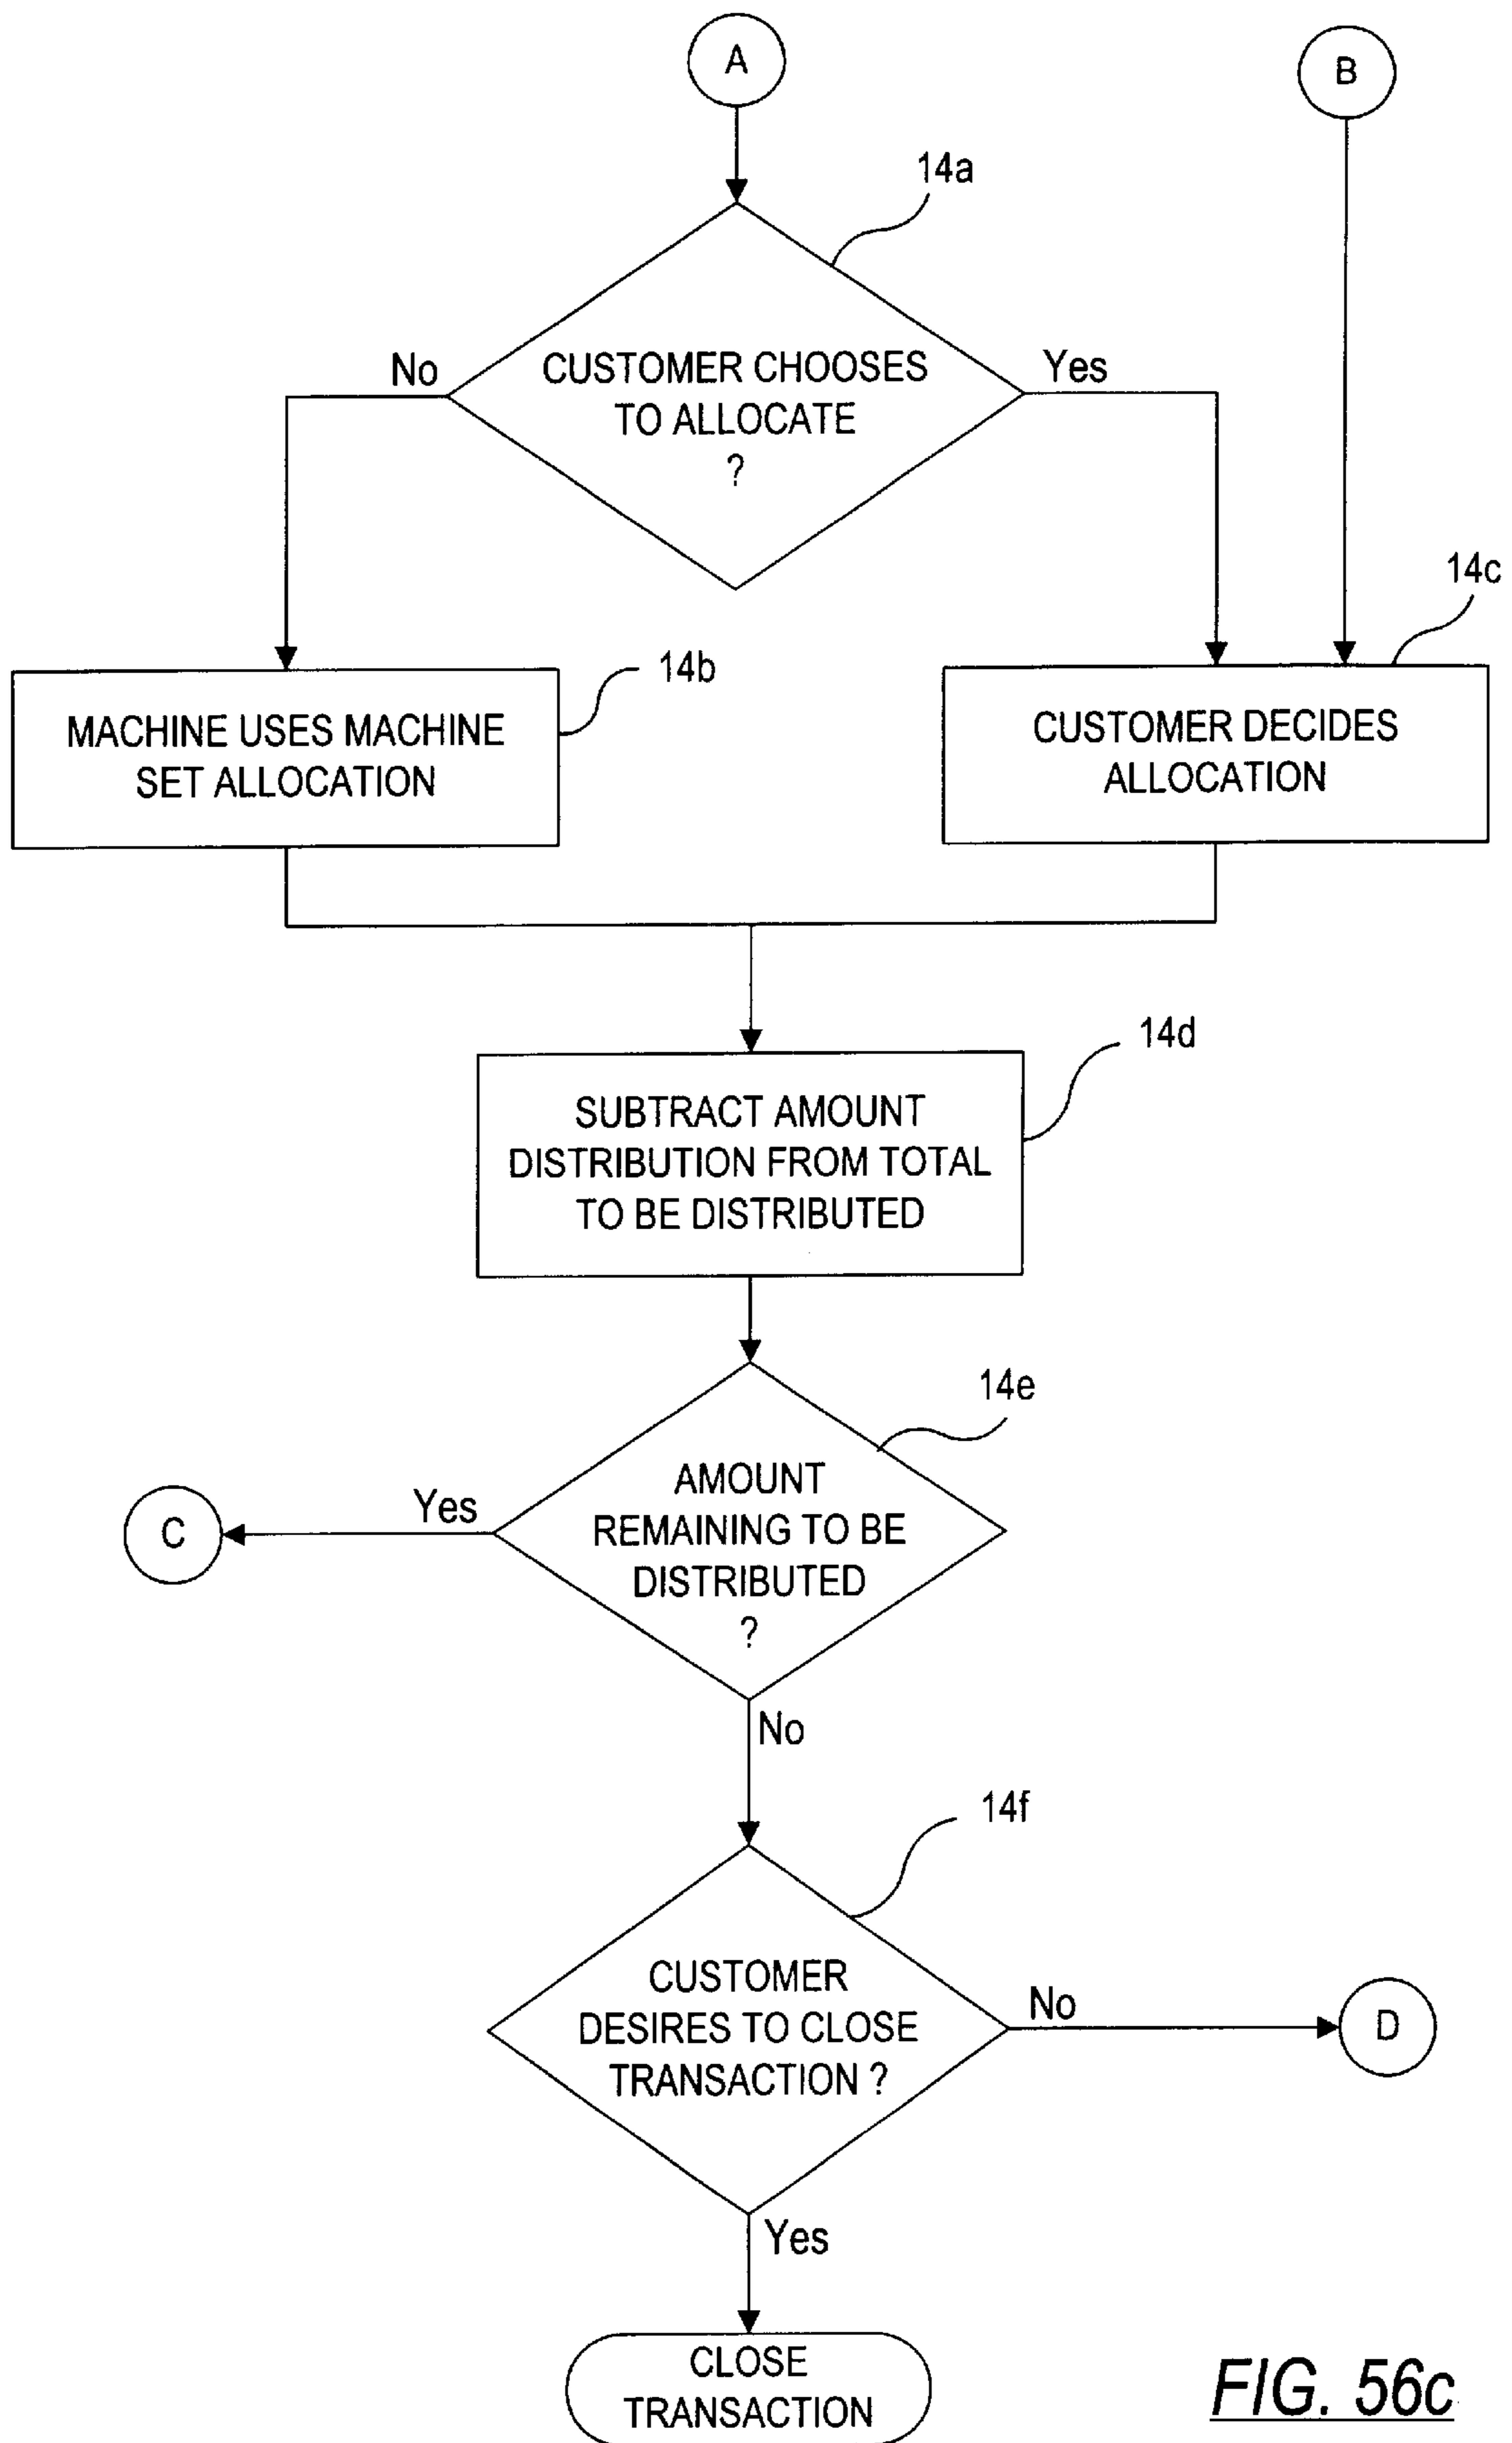 A
B
14a
No
CUSTOMER CHOOSES
TO ALLOCATE
?
Yes
14c
14b
MACHINE USES MACHINE
SET ALLOCATION
CUSTOMER DECIDES
ALLOCATION
14d
SUBTRACT AMOUNT
DISTRIBUTION FROM TOTAL
TO BE DISTRIBUTED
14e
C
Yes
AMOUNT
REMAINING TO BE
DISTRIBUTED
?
No
14f
CUSTOMER
DESIRES TO CLOSE
TRANSACTION ?
No
D
Yes
CLOSE
TRANSACTION
FIG. 56c